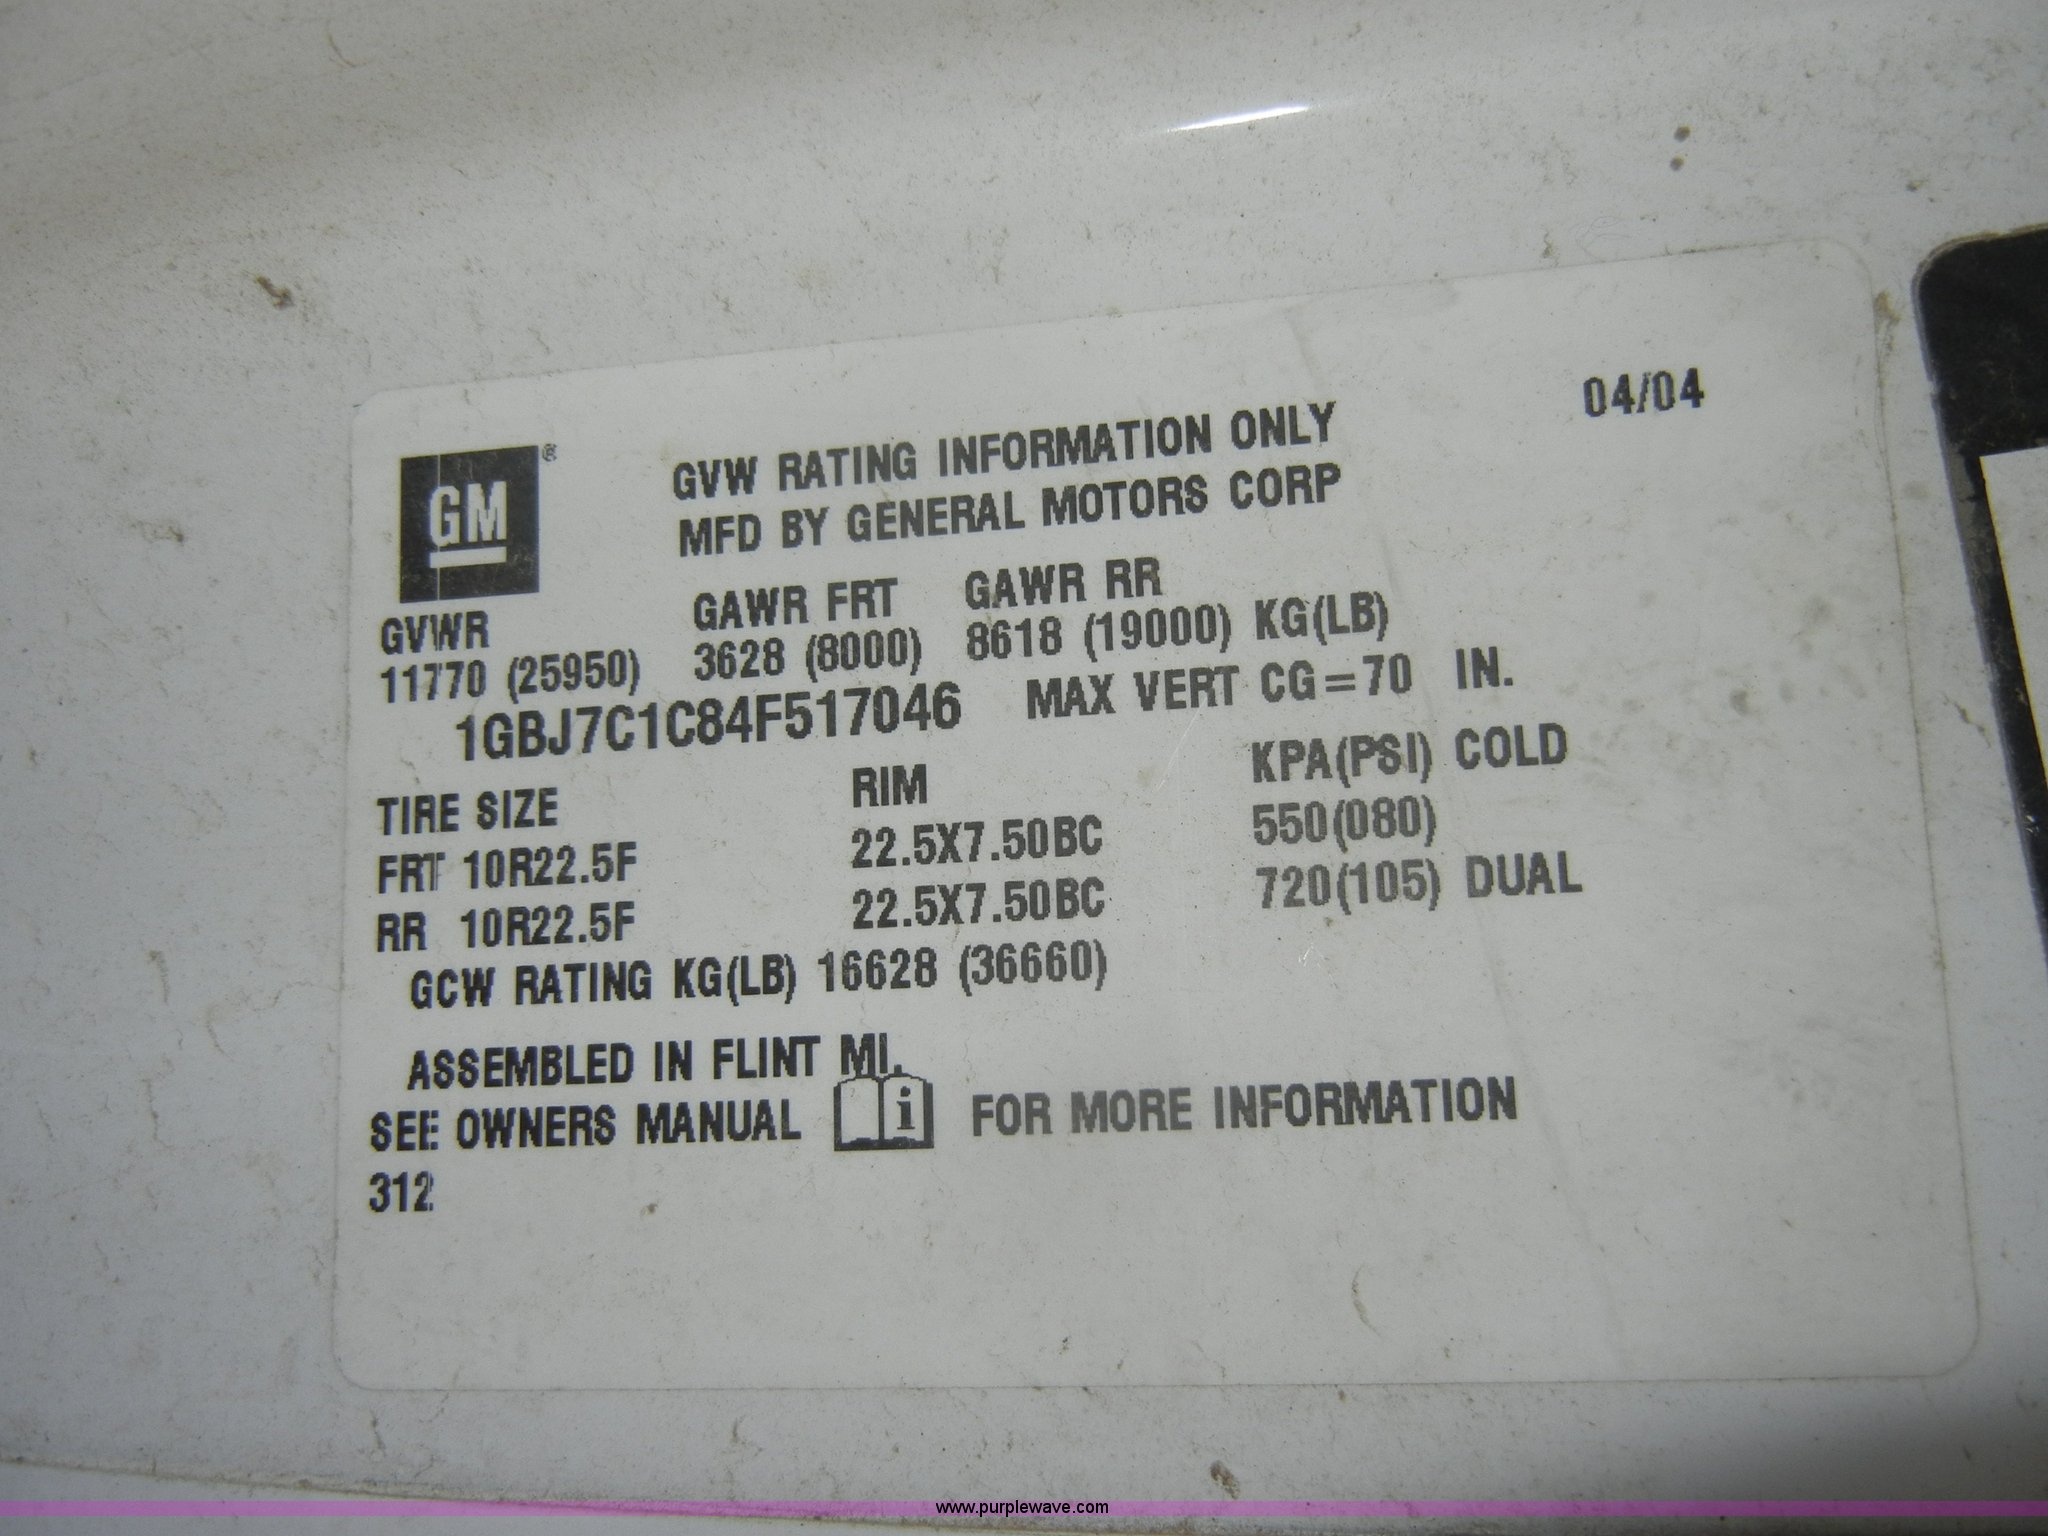 04/04
GM®
GVW RATING INFORMATION ONLY
MFD BY GENERAL MOTORS CORP
GVWR GAWR FRT GAWR RR
11770 (25950) 3628 (8000) 8618 (19000) KG(LB)
1GBJ7C1C84F517046 MAX VERT CG=70 IN.
TIRE SIZE RIM KPA(PSI) COLD
FRT 10R22.5F 22.5X7.50BC 550(080)
RR 10R22.5F 22.5X7.50BC 720(105) DUAL
GCW RATING KG(LB) 16628 (36660)
ASSEMBLED IN FLINT MI.
SEE OWNERS MANUAL i FOR MORE INFORMATION
312
www.purplewave.com